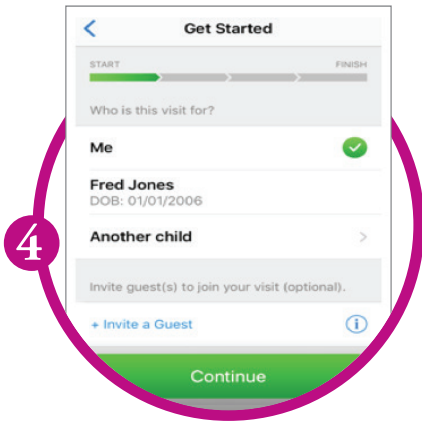 Get Started
START FINISH
Who is this visit for?
Me
Fred Jones
DOB: 01/01/2006
Another child
4
Invite guest(s) to join your visit (optional).
+ Invite a Guest
Continue